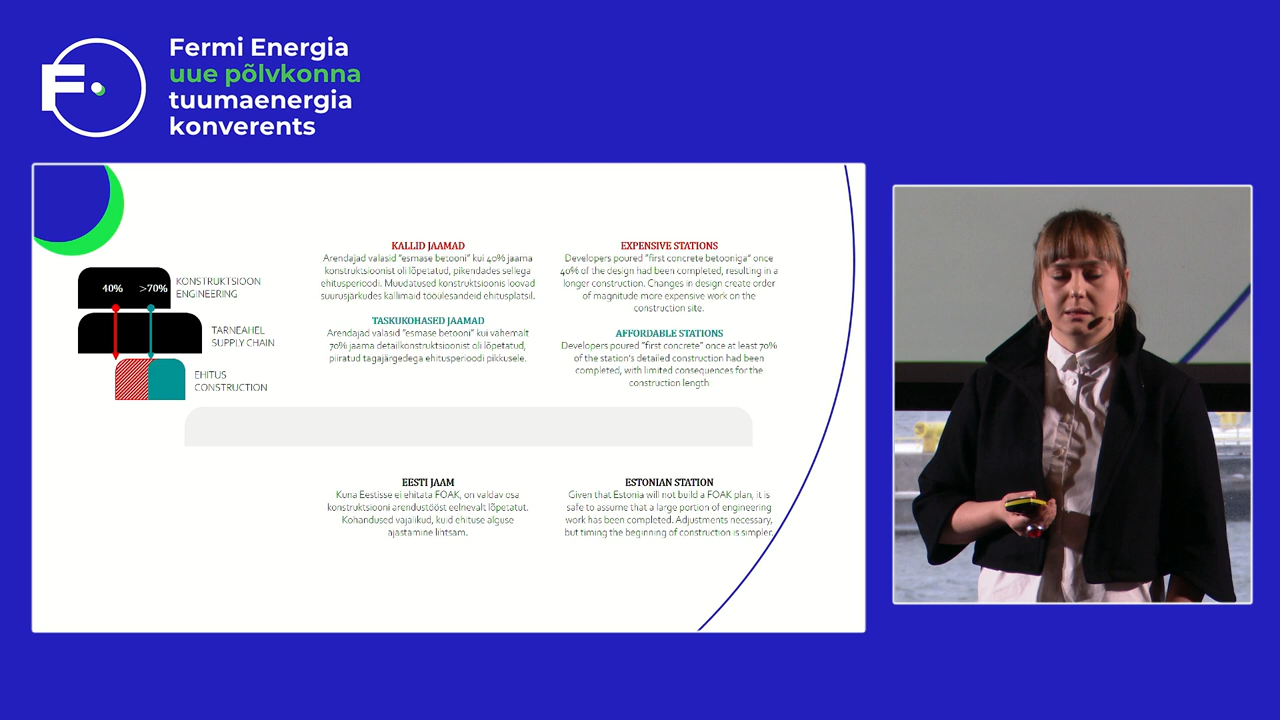 Fermi Energia
uue põlvkonna
tuumaenergia
konverents
40% >70%
KONSTRUKTSIOON
ENGINEERING
TARNEAHEL
SUPPLY CHAIN
EHITUS
CONSTRUCTION
KALLID JAAMAD
Arendajad valasid "esmase betooni" kui 40% jaama
konstruktsioonist oli lõpetatud, pikendades sellega
ehitusperioodi. Muudatused konstruktsioonis loovad
suurusjärkudes kallimaid tööülesandeid ehitusplatsil.
TASKUKOHASED JAAMAD
Arendajad valasid "esmase betooni" kui vähemalt
70% jaama detailkonstruktsioonist oli lõpetatud,
piiratud tagajärgedega ehitusperioodi pikkusele.
EXPENSIVE STATIONS
Developers poured "first concrete betooniga" once
40% of the design had been completed, resulting in a
longer construction. Changes in design create order
of magnitude more expensive work on the
construction site.
AFFORDABLE STATIONS
Developers poured "first concrete" once at least 70%
of the station's detailed construction had been
completed, with limited consequences for the
construction length
EESTI JAAM
Kuna Eestisse ei ehitata FOAK, on valdav osa
konstruktsiooni arendustööst eelnevalt lõpetatut.
Kohandused vajalikud, kuid ehituse alguse
ajastamine lihtsam.
ESTONIAN STATION
Given that Estonia will not build a FOAK plan, it is
safe to assume that a large portion of engineering
work has been completed. Adjustments necessary,
but timing the beginning of construction is simpler.